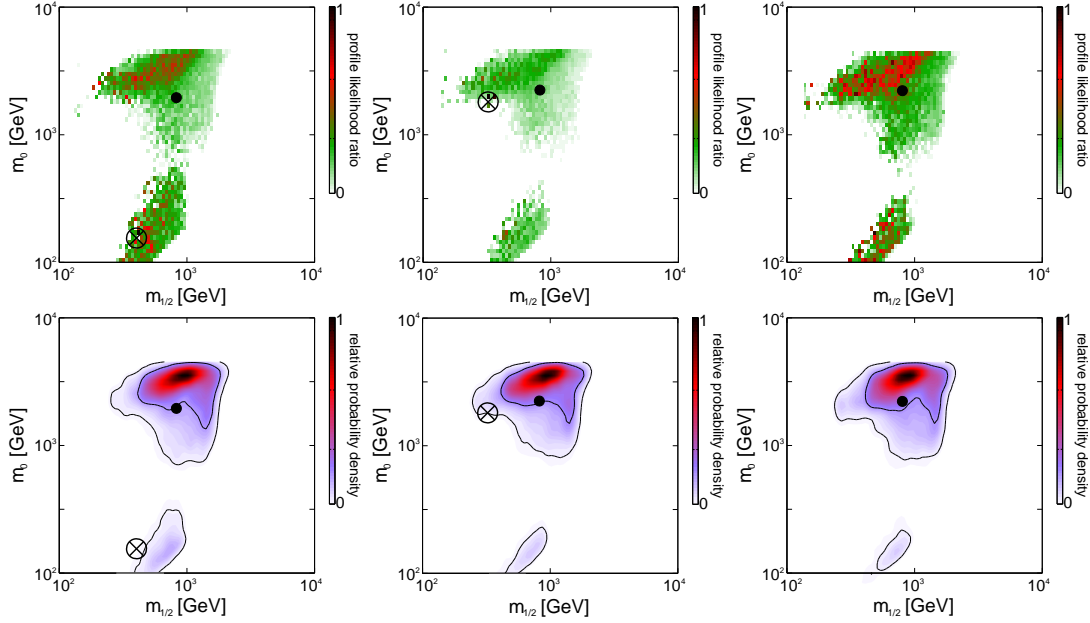 10⁴
10³
10²
m₀ [GeV]
10² 10³ 10⁴
m₁/₂ [GeV]
1
0
profile likelihood ratio
10⁴
10³
10²
m₀ [GeV]
10² 10³ 10⁴
m₁/₂ [GeV]
1
0
profile likelihood ratio
10⁴
10³
10²
m₀ [GeV]
10² 10³ 10⁴
m₁/₂ [GeV]
1
0
profile likelihood ratio
10⁴
10³
10²
m₀ [GeV]
10² 10³ 10⁴
m₁/₂ [GeV]
1
0
relative probability density
10⁴
10³
10²
m₀ [GeV]
10² 10³ 10⁴
m₁/₂ [GeV]
1
0
relative probability density
10⁴
10³
10²
m₀ [GeV]
10² 10³ 10⁴
m₁/₂ [GeV]
1
0
relative probability density